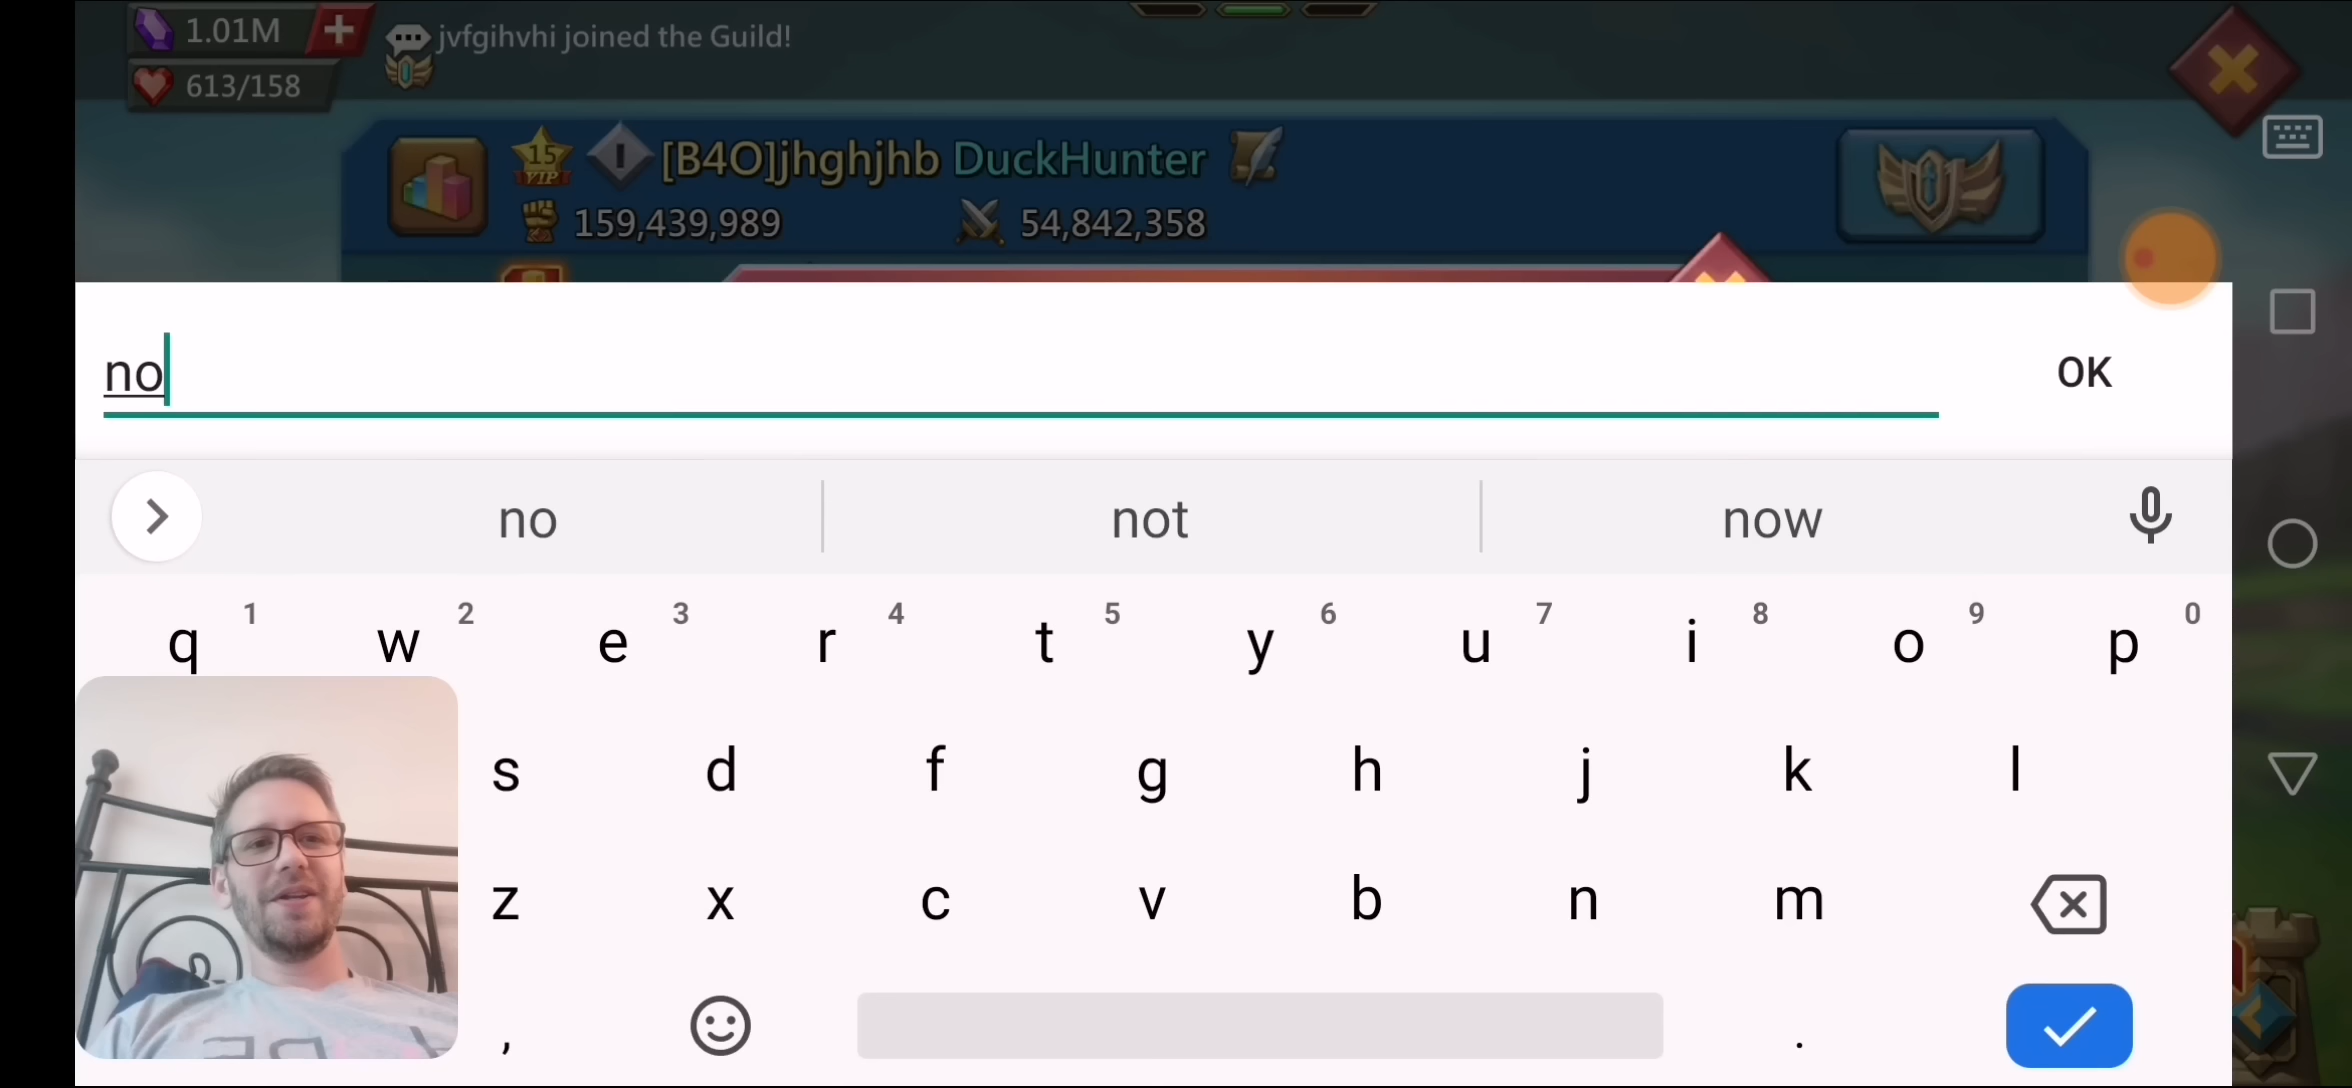 1.01M
jvfgihvhi joined the Guild!
613/158
15
VIP
[B4O]jhghjhb DuckHunter
159,439,989
54,842,358
no
OK
no not now
q 1 w 2 e 3 r 4 t 5 y 6 u 7 i 8 o 9 p 0
s d f g h j k l
z x c v b n m
, .